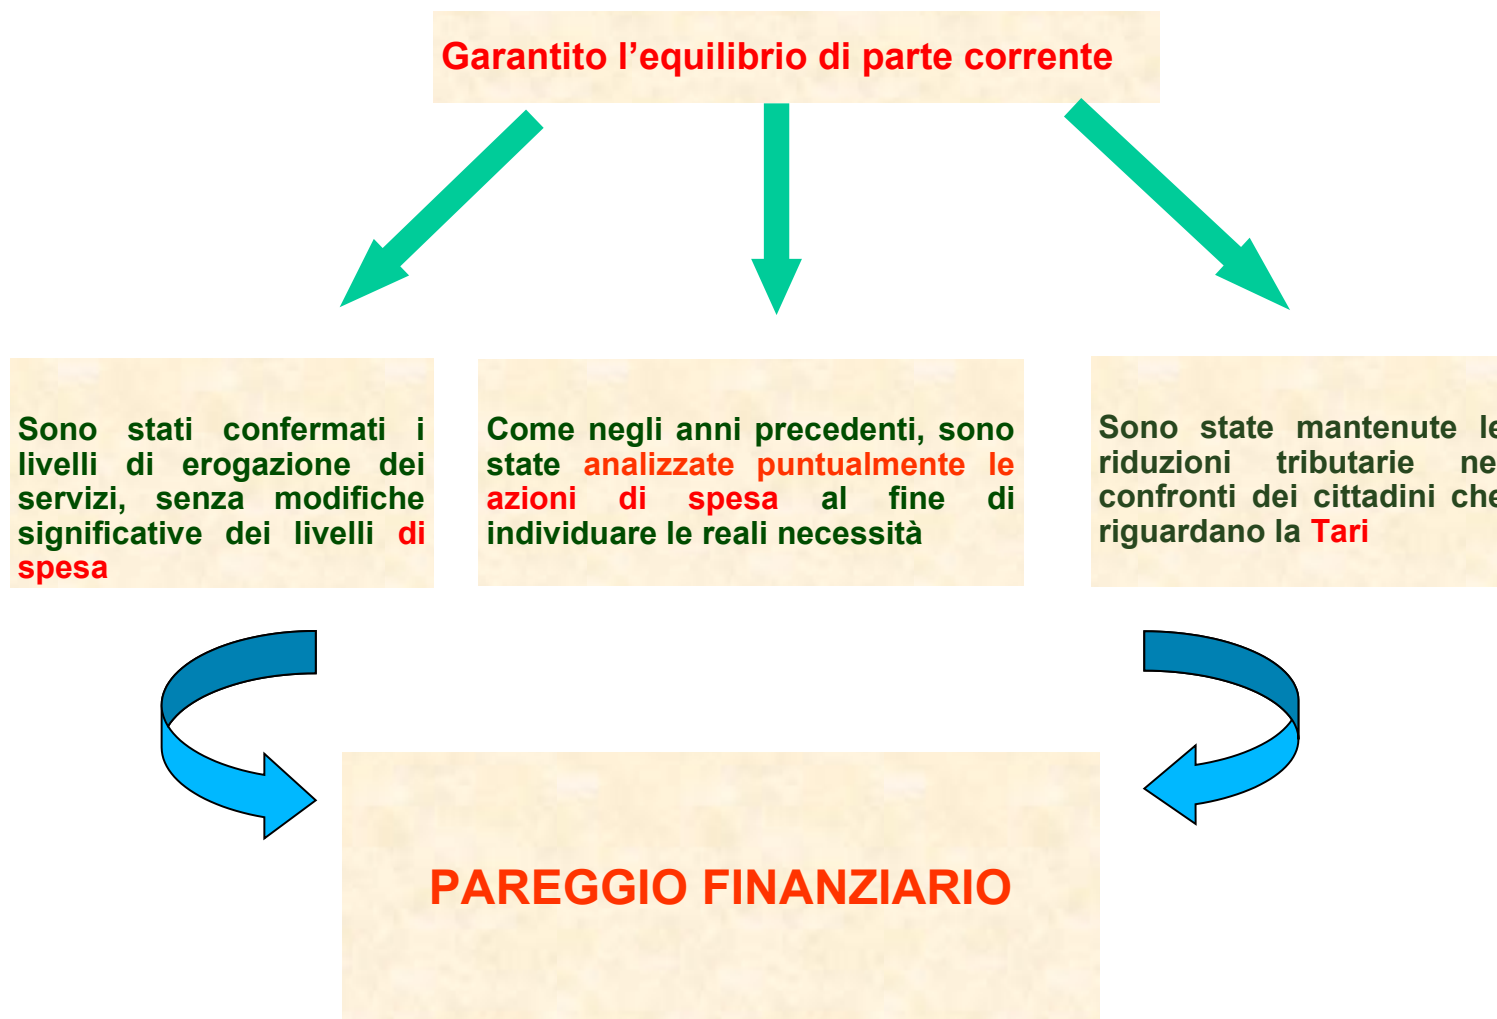 Garantito l’equilibrio di parte corrente
Sono stati confermati i
livelli di erogazione dei
servizi, senza modifiche
significative dei livelli di
spesa
Come negli anni precedenti, sono
state analizzate puntualmente le
azioni di spesa al fine di
individuare le reali necessità
Sono state mantenute le
riduzioni tributarie nei
confronti dei cittadini che
riguardano la Tari
PAREGGIO FINANZIARIO